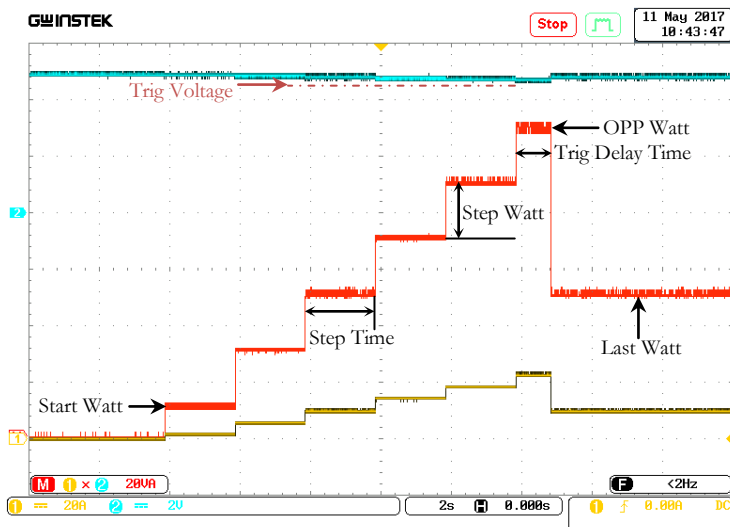 GWINSTEK
Stop
11 May 2017
10:43:47
Trig Voltage
OPP Watt
Trig Delay Time
2
Step Watt
Step Time
Last Watt
Start Watt
1
M 1 × 2 20VA
F <2Hz
1 20A 2 2V
2s H 0.000s
1 0.00A DC